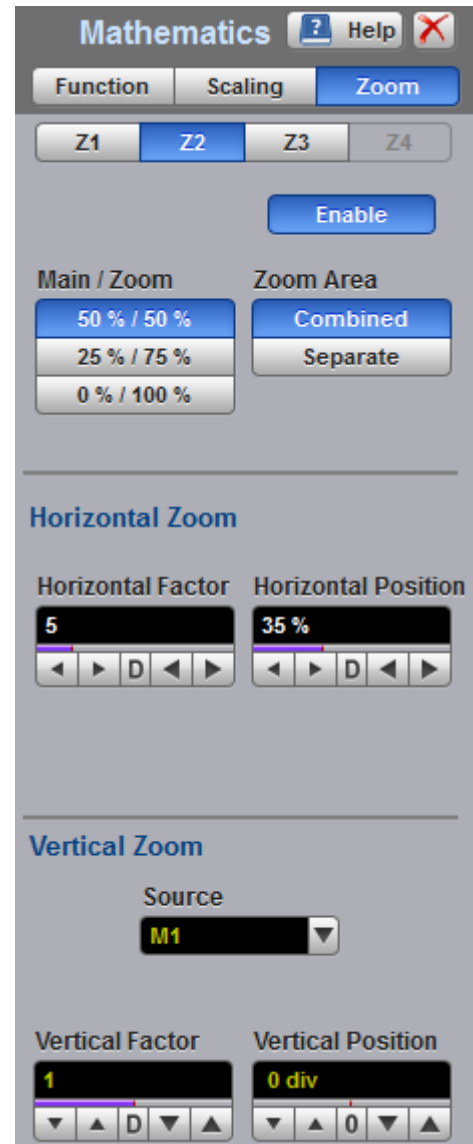 Mathematics ? Help
Function Scaling Zoom
Z1 Z2 Z3 Z4
Enable
Main / Zoom Zoom Area
50 % / 50 % Combined
25 % / 75 % Separate
0 % / 100 %
Horizontal Zoom
Horizontal Factor Horizontal Position
5 35 %
D D
Vertical Zoom
Source
M1
Vertical Factor Vertical Position
1 0 div
D 0